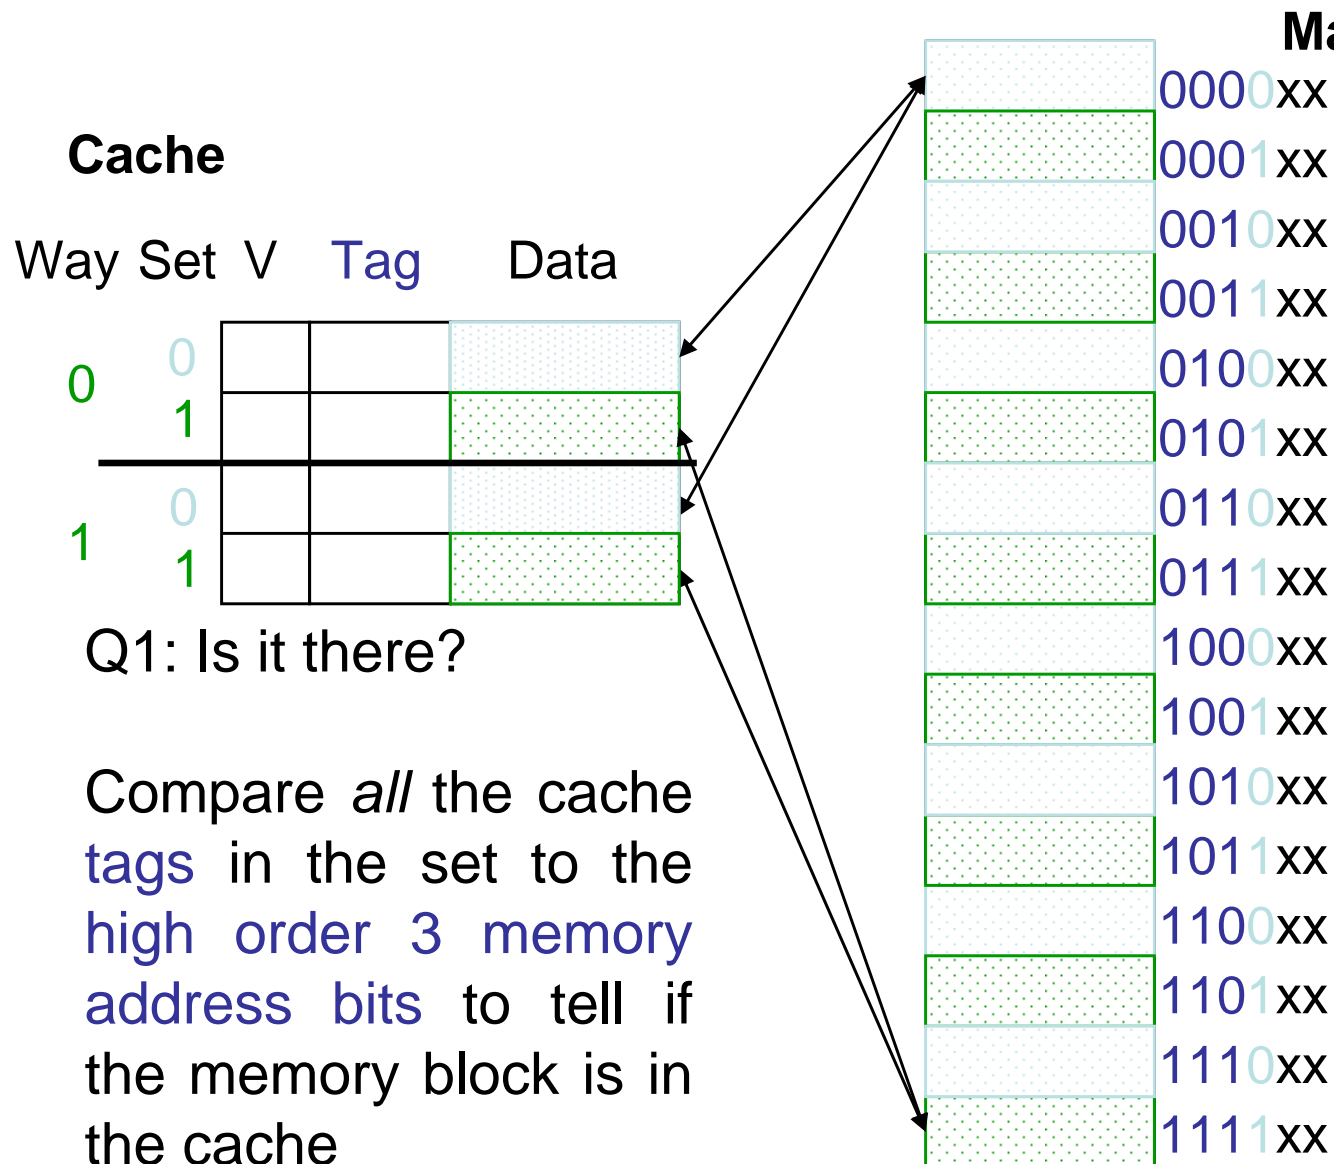 Cache
Way Set V Tag Data
0
0
1
1
0
1
Q1: Is it there?
Compare all the cache
tags in the set to the
high order 3 memory
address bits to tell if
the memory block is in
the cache
0000xx
0001xx
0010xx
0011xx
0100xx
0101xx
0110xx
0111xx
1000xx
1001xx
1010xx
1011xx
1100xx
1101xx
1110xx
1111xx